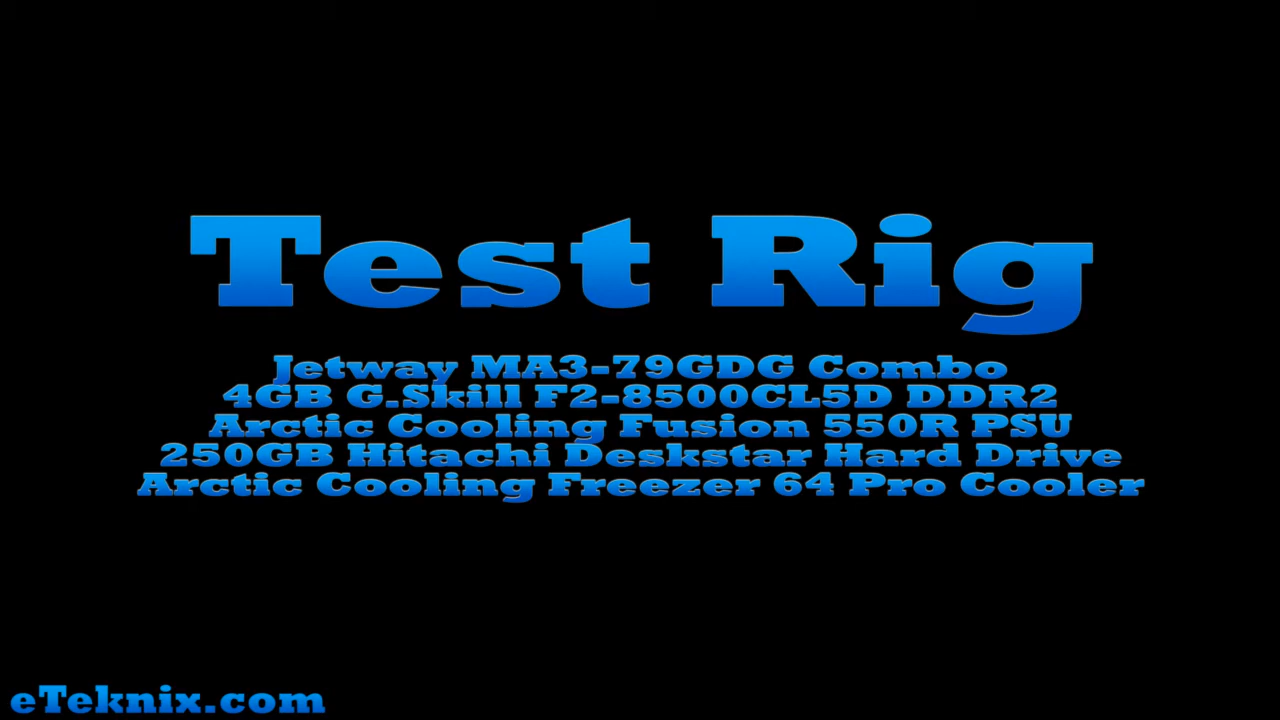 Test Rig
Jetway MA3-79GDG Combo
4GB G.Skill F2-8500CL5D DDR2
Arctic Cooling Fusion 550R PSU
250GB Hitachi Deskstar Hard Drive
Arctic Cooling Freezer 64 Pro Cooler
eTeknix.com